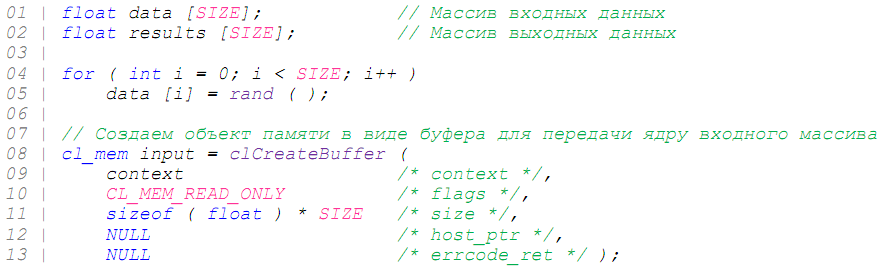 01 | float data [SIZE]; // Массив входных данных
02 | float results [SIZE]; // Массив выходных данных
03 |
04 | for ( int i = 0; i < SIZE; i++ )
05 | data [i] = rand ( );
06 |
07 | // Создаем объект памяти в виде буфера для передачи ядру входного массива
08 | cl_mem input = clCreateBuffer (
09 | context /* context */,
10 | CL_MEM_READ_ONLY /* flags */,
11 | sizeof ( float ) * SIZE /* size */,
12 | NULL /* host_ptr */,
13 | NULL /* errcode_ret */ );